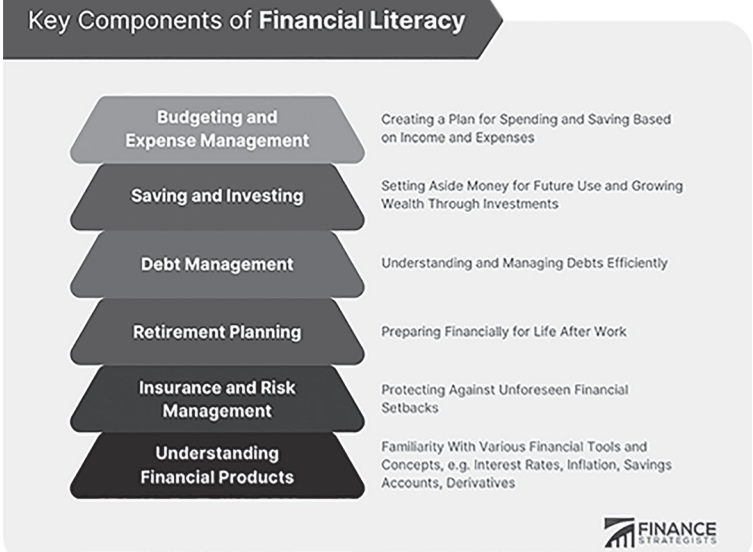 Key Components of Financial Literacy
Budgeting and
Expense Management
Creating a Plan for Spending and Saving Based
on Income and Expenses
Saving and Investing
Setting Aside Money for Future Use and Growing
Wealth Through Investments
Debt Management
Understanding and Managing Debts Efficiently
Retirement Planning
Preparing Financially for Life After Work
Insurance and Risk
Management
Protecting Against Unforeseen Financial
Setbacks
Understanding
Financial Products
Familiarity With Various Financial Tools and
Concepts, e.g. Interest Rates, Inflation, Savings
Accounts, Derivatives
FINANCE
STRATEGISTS